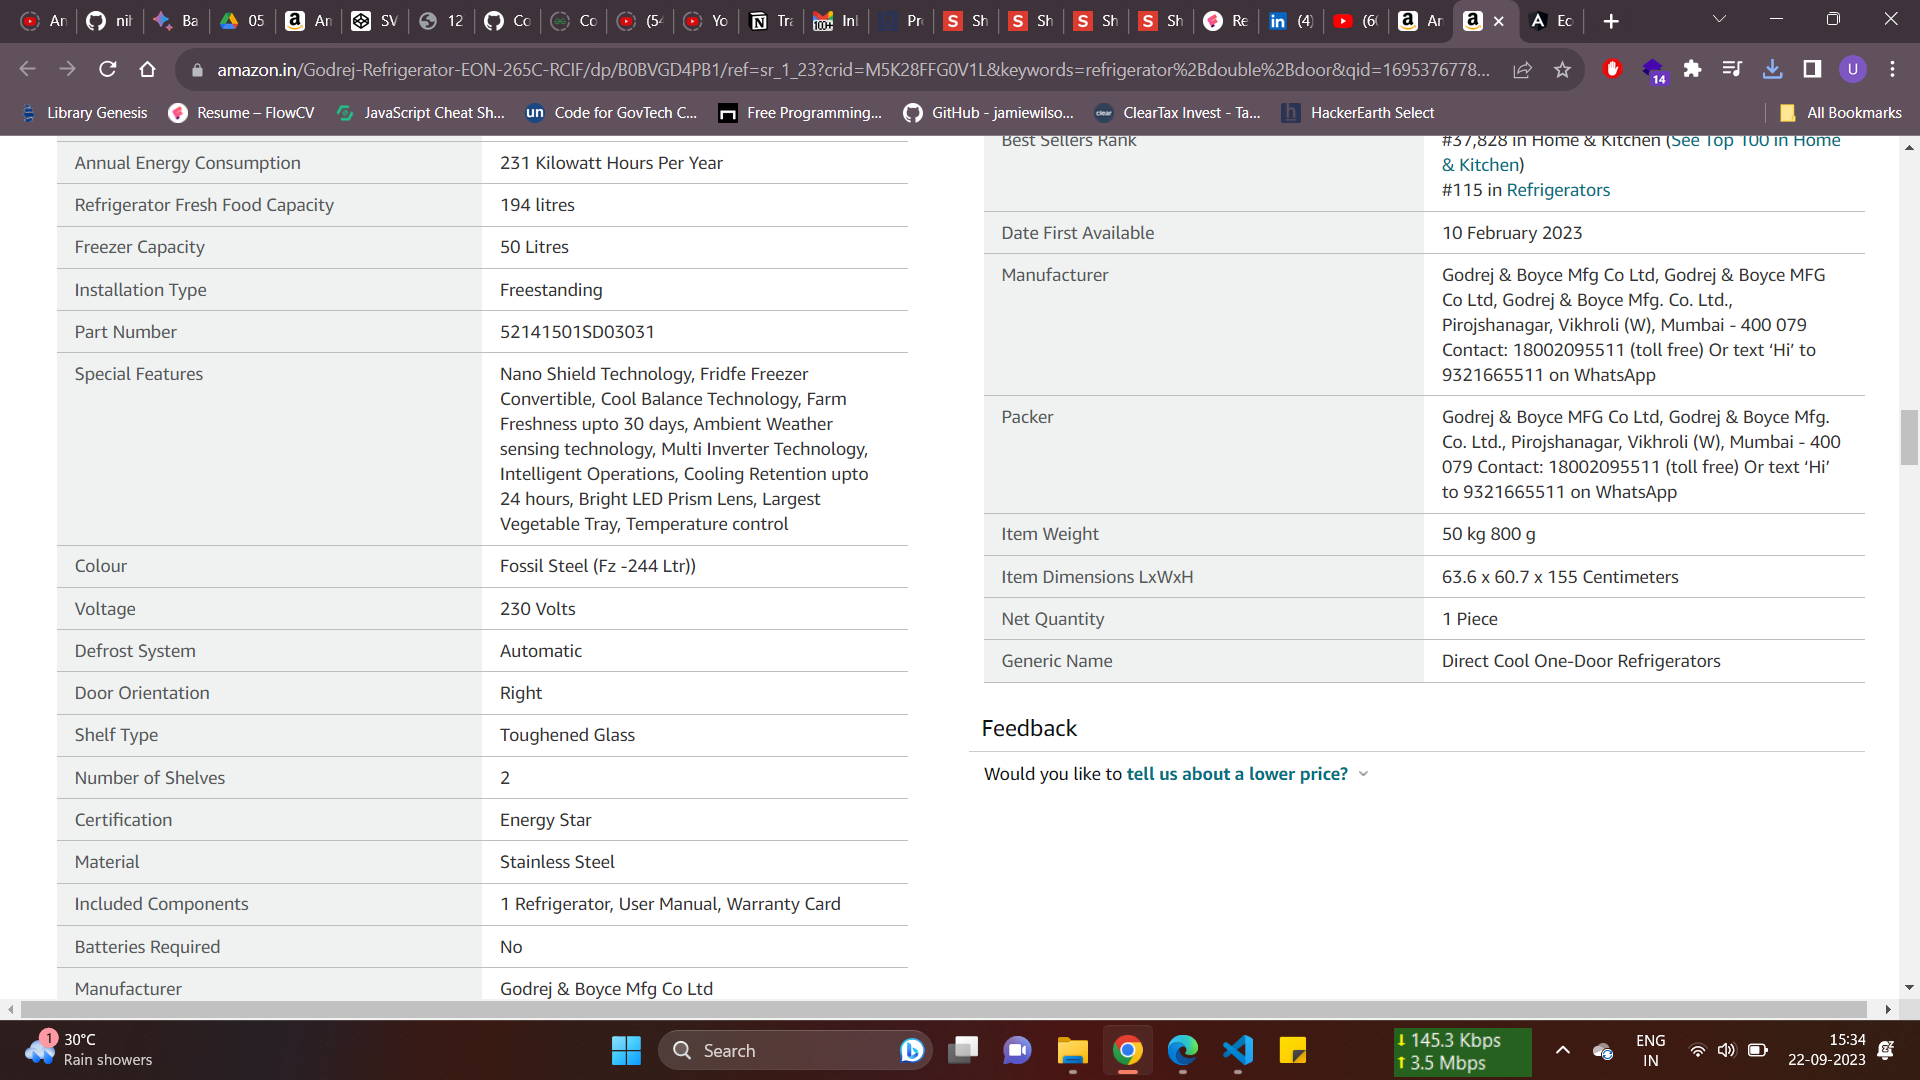 An
nil
Ba
05
An
SV
12
Co
Co
(54
Yo
Tra
100+
Inl
Pr
Sh
Sh
Sh
Sh
Re
(4)
(60
An
Ec
amazon.in/Godrej-Refrigerator-EON-265C-RCIF/dp/B0BVGD4PB1/ref=sr_1_23?crid=M5K28FFG0V1L&keywords=refrigerator%2Bdouble%2Bdoor&qid=1695376778...
14
U
Library Genesis
Resume – FlowCV
JavaScript Cheat Sh...
un Code for GovTech C...
Free Programming...
GitHub - jamiewilso...
clear ClearTax Invest - Ta...
h HackerEarth Select
All Bookmarks
Annual Energy Consumption 231 Kilowatt Hours Per Year
Refrigerator Fresh Food Capacity 194 litres
Freezer Capacity 50 Litres
Installation Type Freestanding
Part Number 52141501SD03031
Special Features Nano Shield Technology, Fridfe Freezer
Convertible, Cool Balance Technology, Farm
Freshness upto 30 days, Ambient Weather
sensing technology, Multi Inverter Technology,
Intelligent Operations, Cooling Retention upto
24 hours, Bright LED Prism Lens, Largest
Vegetable Tray, Temperature control
Colour Fossil Steel (Fz -244 Ltr))
Voltage 230 Volts
Defrost System Automatic
Door Orientation Right
Shelf Type Toughened Glass
Number of Shelves 2
Certification Energy Star
Material Stainless Steel
Included Components 1 Refrigerator, User Manual, Warranty Card
Batteries Required No
Manufacturer Godrej & Boyce Mfg Co Ltd
Best Sellers Rank #37,828 in Home & Kitchen (See Top 100 in Home
& Kitchen)
#115 in Refrigerators
Date First Available 10 February 2023
Manufacturer Godrej & Boyce Mfg Co Ltd, Godrej & Boyce MFG
Co Ltd, Godrej & Boyce Mfg. Co. Ltd.,
Pirojshanagar, Vikhroli (W), Mumbai - 400 079
Contact: 18002095511 (toll free) Or text ‘Hi’ to
9321665511 on WhatsApp
Packer Godrej & Boyce MFG Co Ltd, Godrej & Boyce Mfg.
Co. Ltd., Pirojshanagar, Vikhroli (W), Mumbai - 400
079 Contact: 18002095511 (toll free) Or text ‘Hi’
to 9321665511 on WhatsApp
Item Weight 50 kg 800 g
Item Dimensions LxWxH 63.6 x 60.7 x 155 Centimeters
Net Quantity 1 Piece
Generic Name Direct Cool One-Door Refrigerators
Feedback
Would you like to tell us about a lower price?
1
30°C
Rain showers
Search
145.3 Kbps
3.5 Mbps
ENG
IN
15:34
22-09-2023